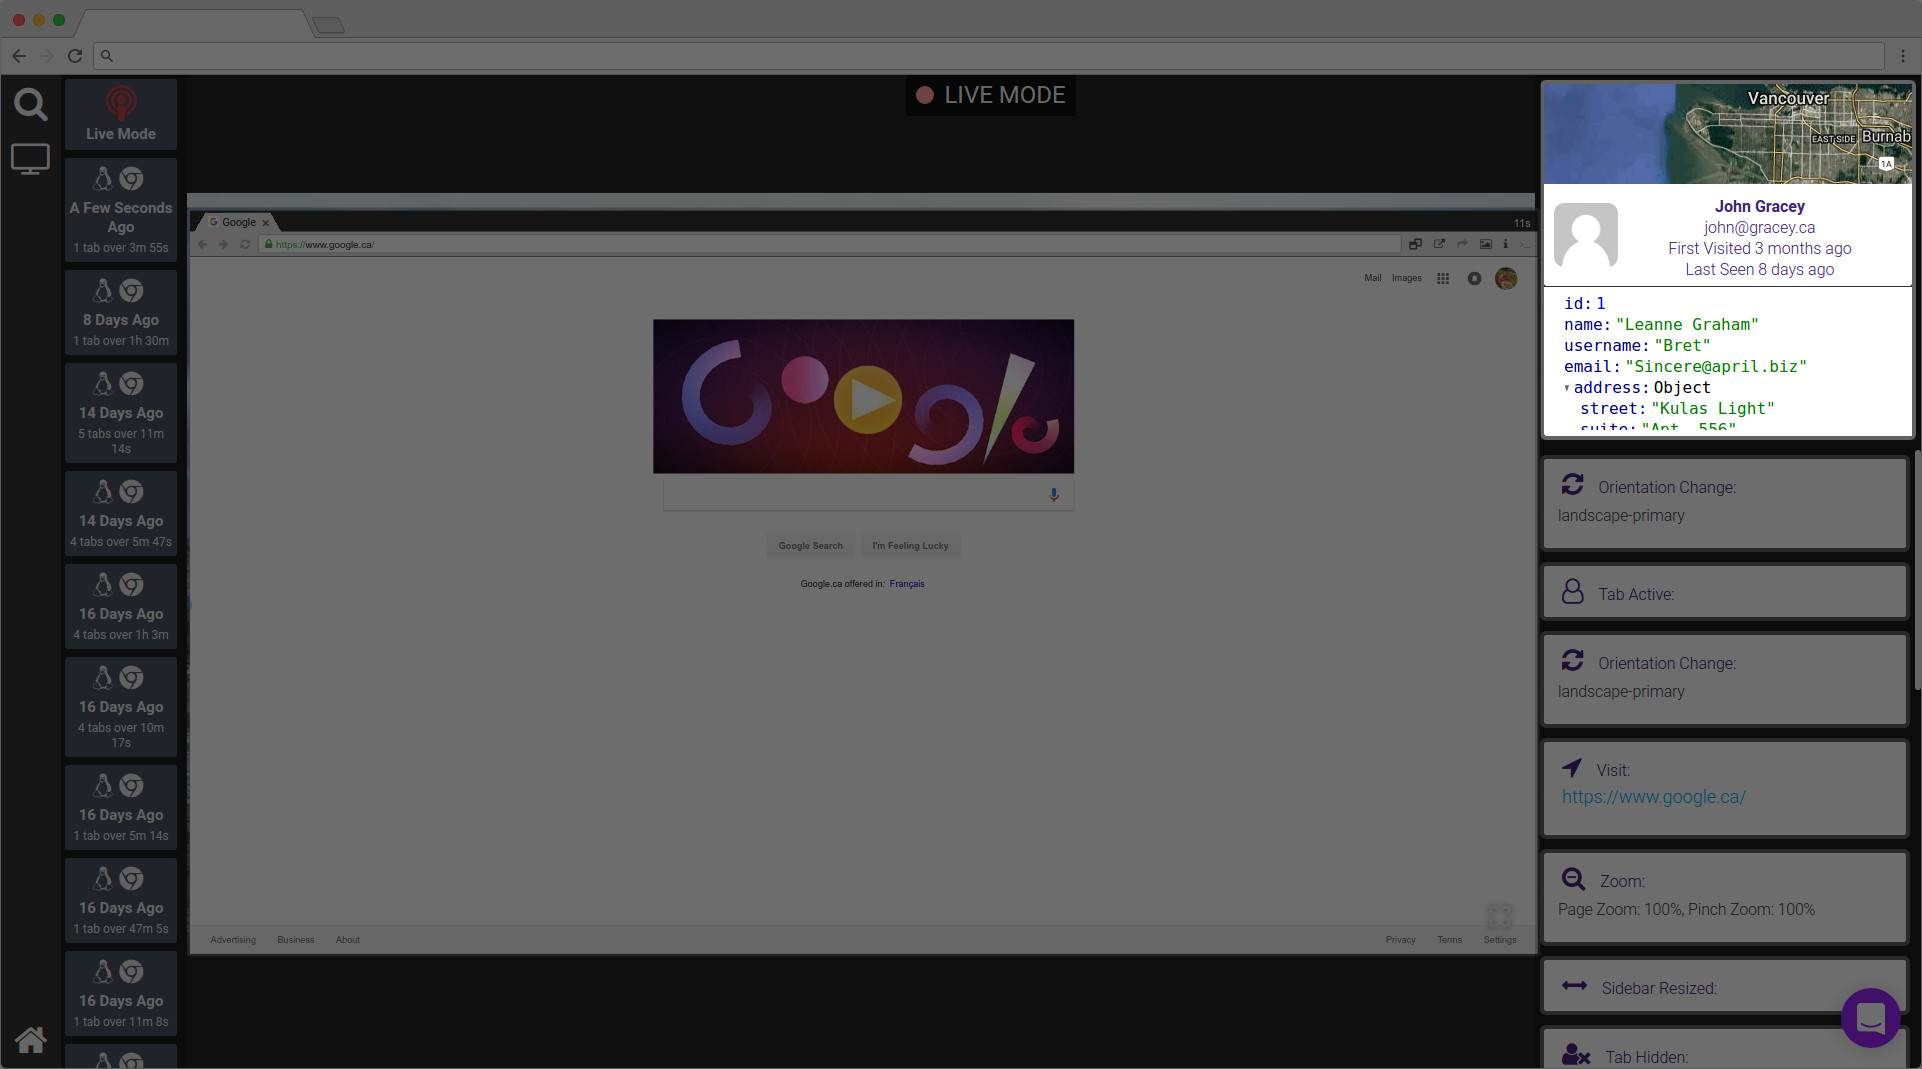 Live Mode
A Few Seconds
Ago
1 tab over 3m 55s
8 Days Ago
1 tab over 1h 30m
14 Days Ago
5 tabs over 11m
14s
14 Days Ago
4 tabs over 5m 47s
16 Days Ago
4 tabs over 1h 3m
16 Days Ago
4 tabs over 10m
17s
16 Days Ago
1 tab over 5m 14s
16 Days Ago
1 tab over 47m 5s
16 Days Ago
1 tab over 11m 8s
LIVE MODE
G Google
11s
https://www.google.ca/
Mail Images
Google
Google Search I'm Feeling Lucky
Google.ca offered in: Français
Advertising Business About
Privacy Terms Settings
Vancouver
EAST SIDE Burnab
1A
John Gracey
john@gracey.ca
First Visited 3 months ago
Last Seen 8 days ago
id: 1
name: "Leanne Graham"
username: "Bret"
email: "Sincere@april.biz"
address: Object
street: "Kulas Light"
suite: "Apt. 556"
Orientation Change:
landscape-primary
Tab Active:
Orientation Change:
landscape-primary
Visit:
https://www.google.ca/
Zoom:
Page Zoom: 100%, Pinch Zoom: 100%
Sidebar Resized:
Tab Hidden: